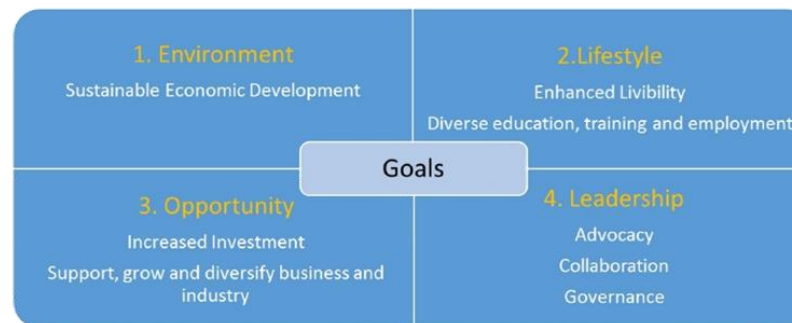 1. Environment
Sustainable Economic Development
2.Lifestyle
Enhanced Livibility
Diverse education, training and employment
Goals
3. Opportunity
Increased Investment
Support, grow and diversify business and
industry
4. Leadership
Advocacy
Collaboration
Governance